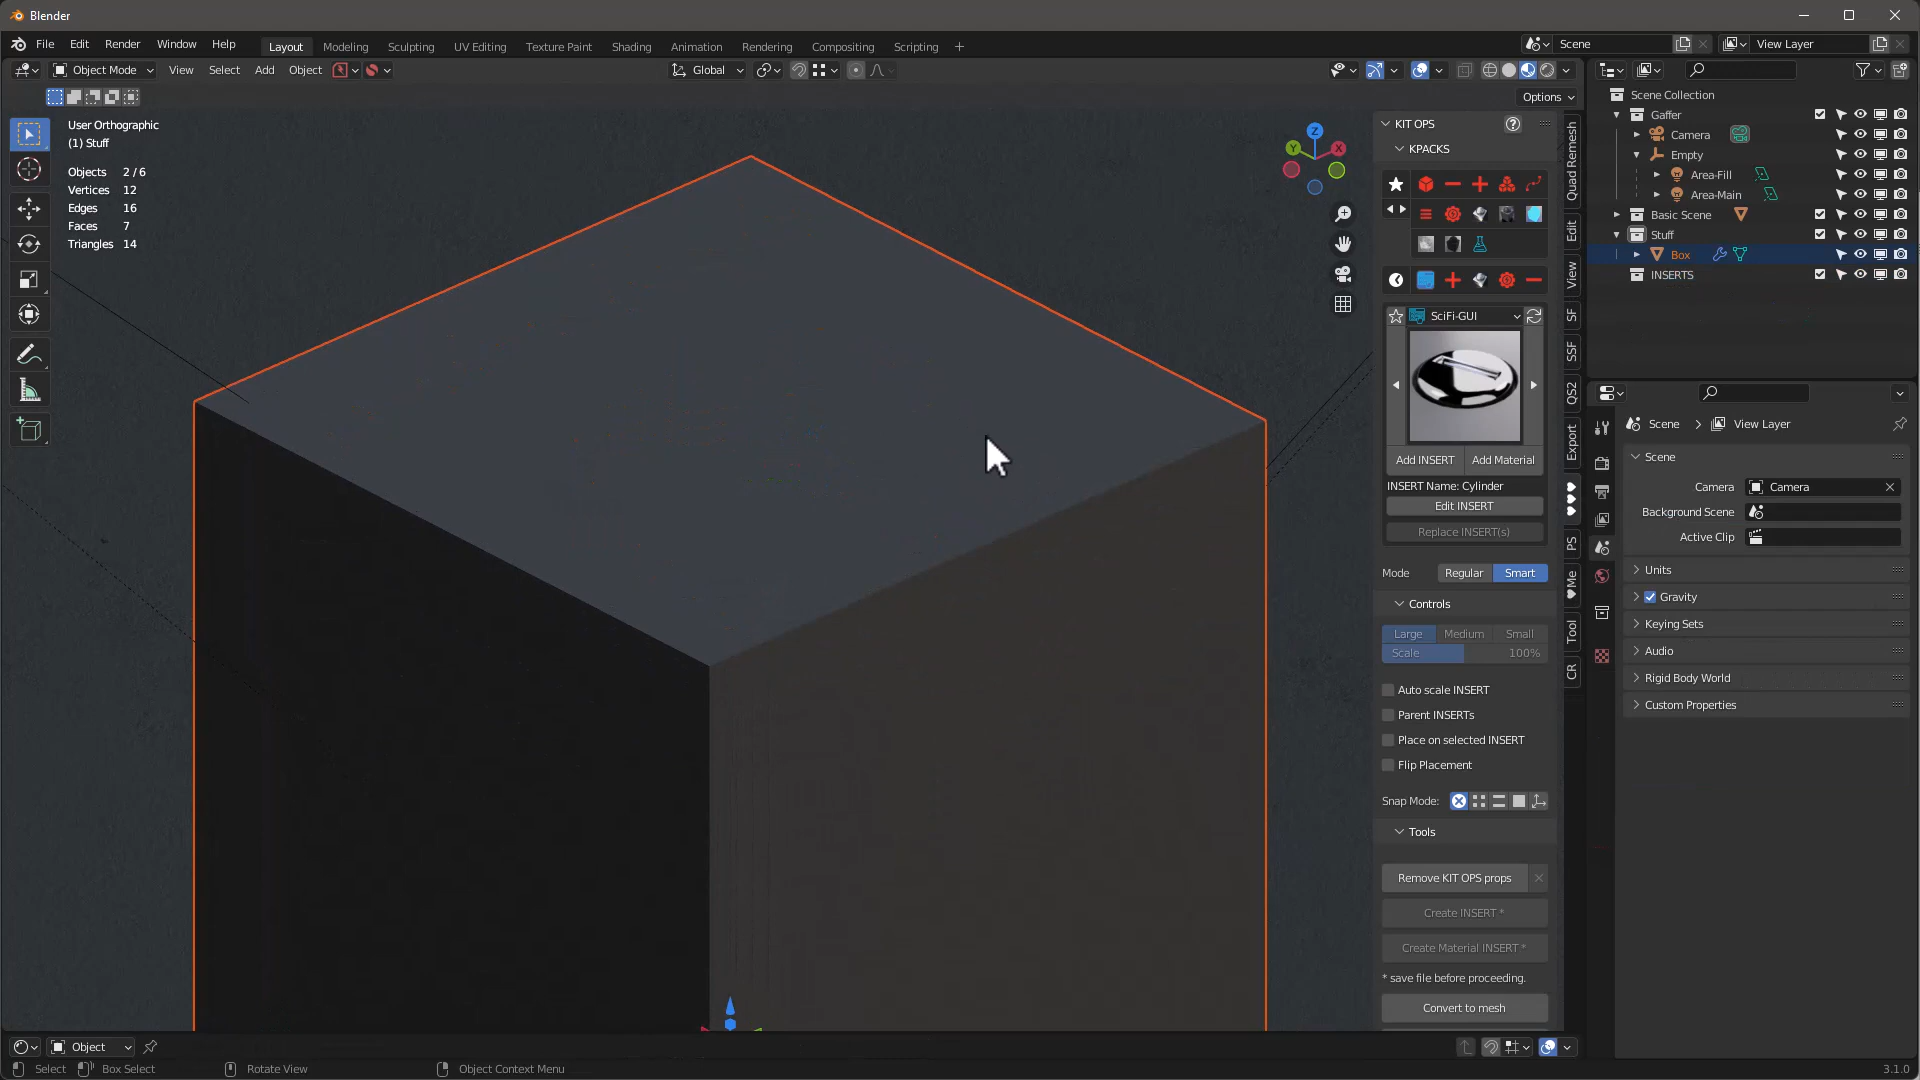 Blender
File Edit Render Window Help Layout Modeling Sculpting UV Editing Texture Paint Shading Animation Rendering Compositing Scripting + Scene View Layer
Object Mode View Select Add Object Global
Options
User Orthographic
(1) Stuff
Objects 2 / 6
Vertices 12
Edges 16
Faces 7
Triangles 14
Z
Y
X
KIT OPS
KPACKS
SciFi-GUI
Add INSERT Add Material
INSERT Name: Cylinder
Edit INSERT
Replace INSERT(s)
Mode Regular Smart
Controls
Large Medium Small
Scale 100%
Auto scale INSERT
Parent INSERTs
Place on selected INSERT
Flip Placement
Snap Mode:
Tools
Remove KIT OPS props
Create INSERT *
Create Material INSERT *
* save file before proceeding.
Convert to mesh
Quad Remesh
Edit
View
SF
SSF
QS2
Export
PS
♥Me
Tool
CR
Scene Collection
Gaffer
Camera
Empty
Area-Fill
Area-Main
Basic Scene
Stuff
Box
INSERTS
Scene > View Layer
Scene
Camera Camera
Background Scene
Active Clip
Units
Gravity
Keying Sets
Audio
Rigid Body World
Custom Properties
Object
Select Box Select Rotate View Object Context Menu 3.1.0